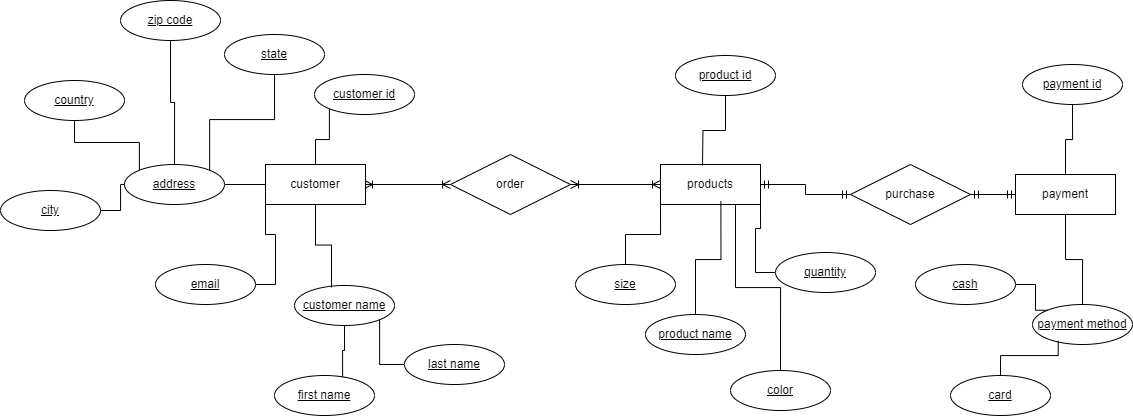 zip code
state
country
customer id
product id
payment id
address
customer
order
products
purchase
payment
city
email
customer name
size
quantity
cash
product name
payment method
last name
first name
color
card